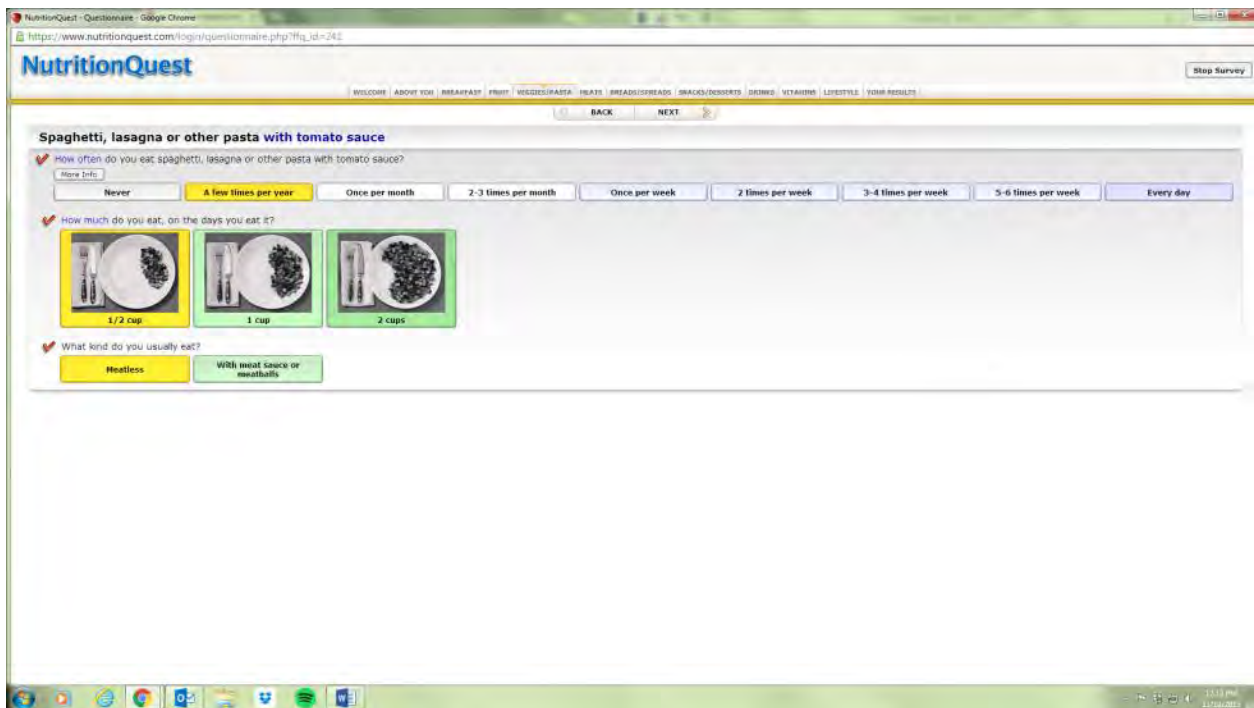 NutritionQuest - Questionnaire - Google Chrome
https://www.nutritionquest.com/login/questionnaire.php?ffq_id=242
NutritionQuest
Stop Survey
WELCOME ABOUT YOU BREAKFAST FRUIT VEGGIES/PASTA MEATS BREADS/SPREADS SNACKS/DESSERTS DRINKS VITAMINS LIFESTYLE YOUR RESULTS
BACK NEXT
Spaghetti, lasagna or other pasta with tomato sauce
How often do you eat spaghetti, lasagna or other pasta with tomato sauce?
More Info
Never A few times per year Once per month 2-3 times per month Once per week 2 times per week 3-4 times per week 5-6 times per week Every day
How much do you eat, on the days you eat it?
1/2 cup 1 cup 2 cups
What kind do you usually eat?
Meatless With meat sauce or
meatballs